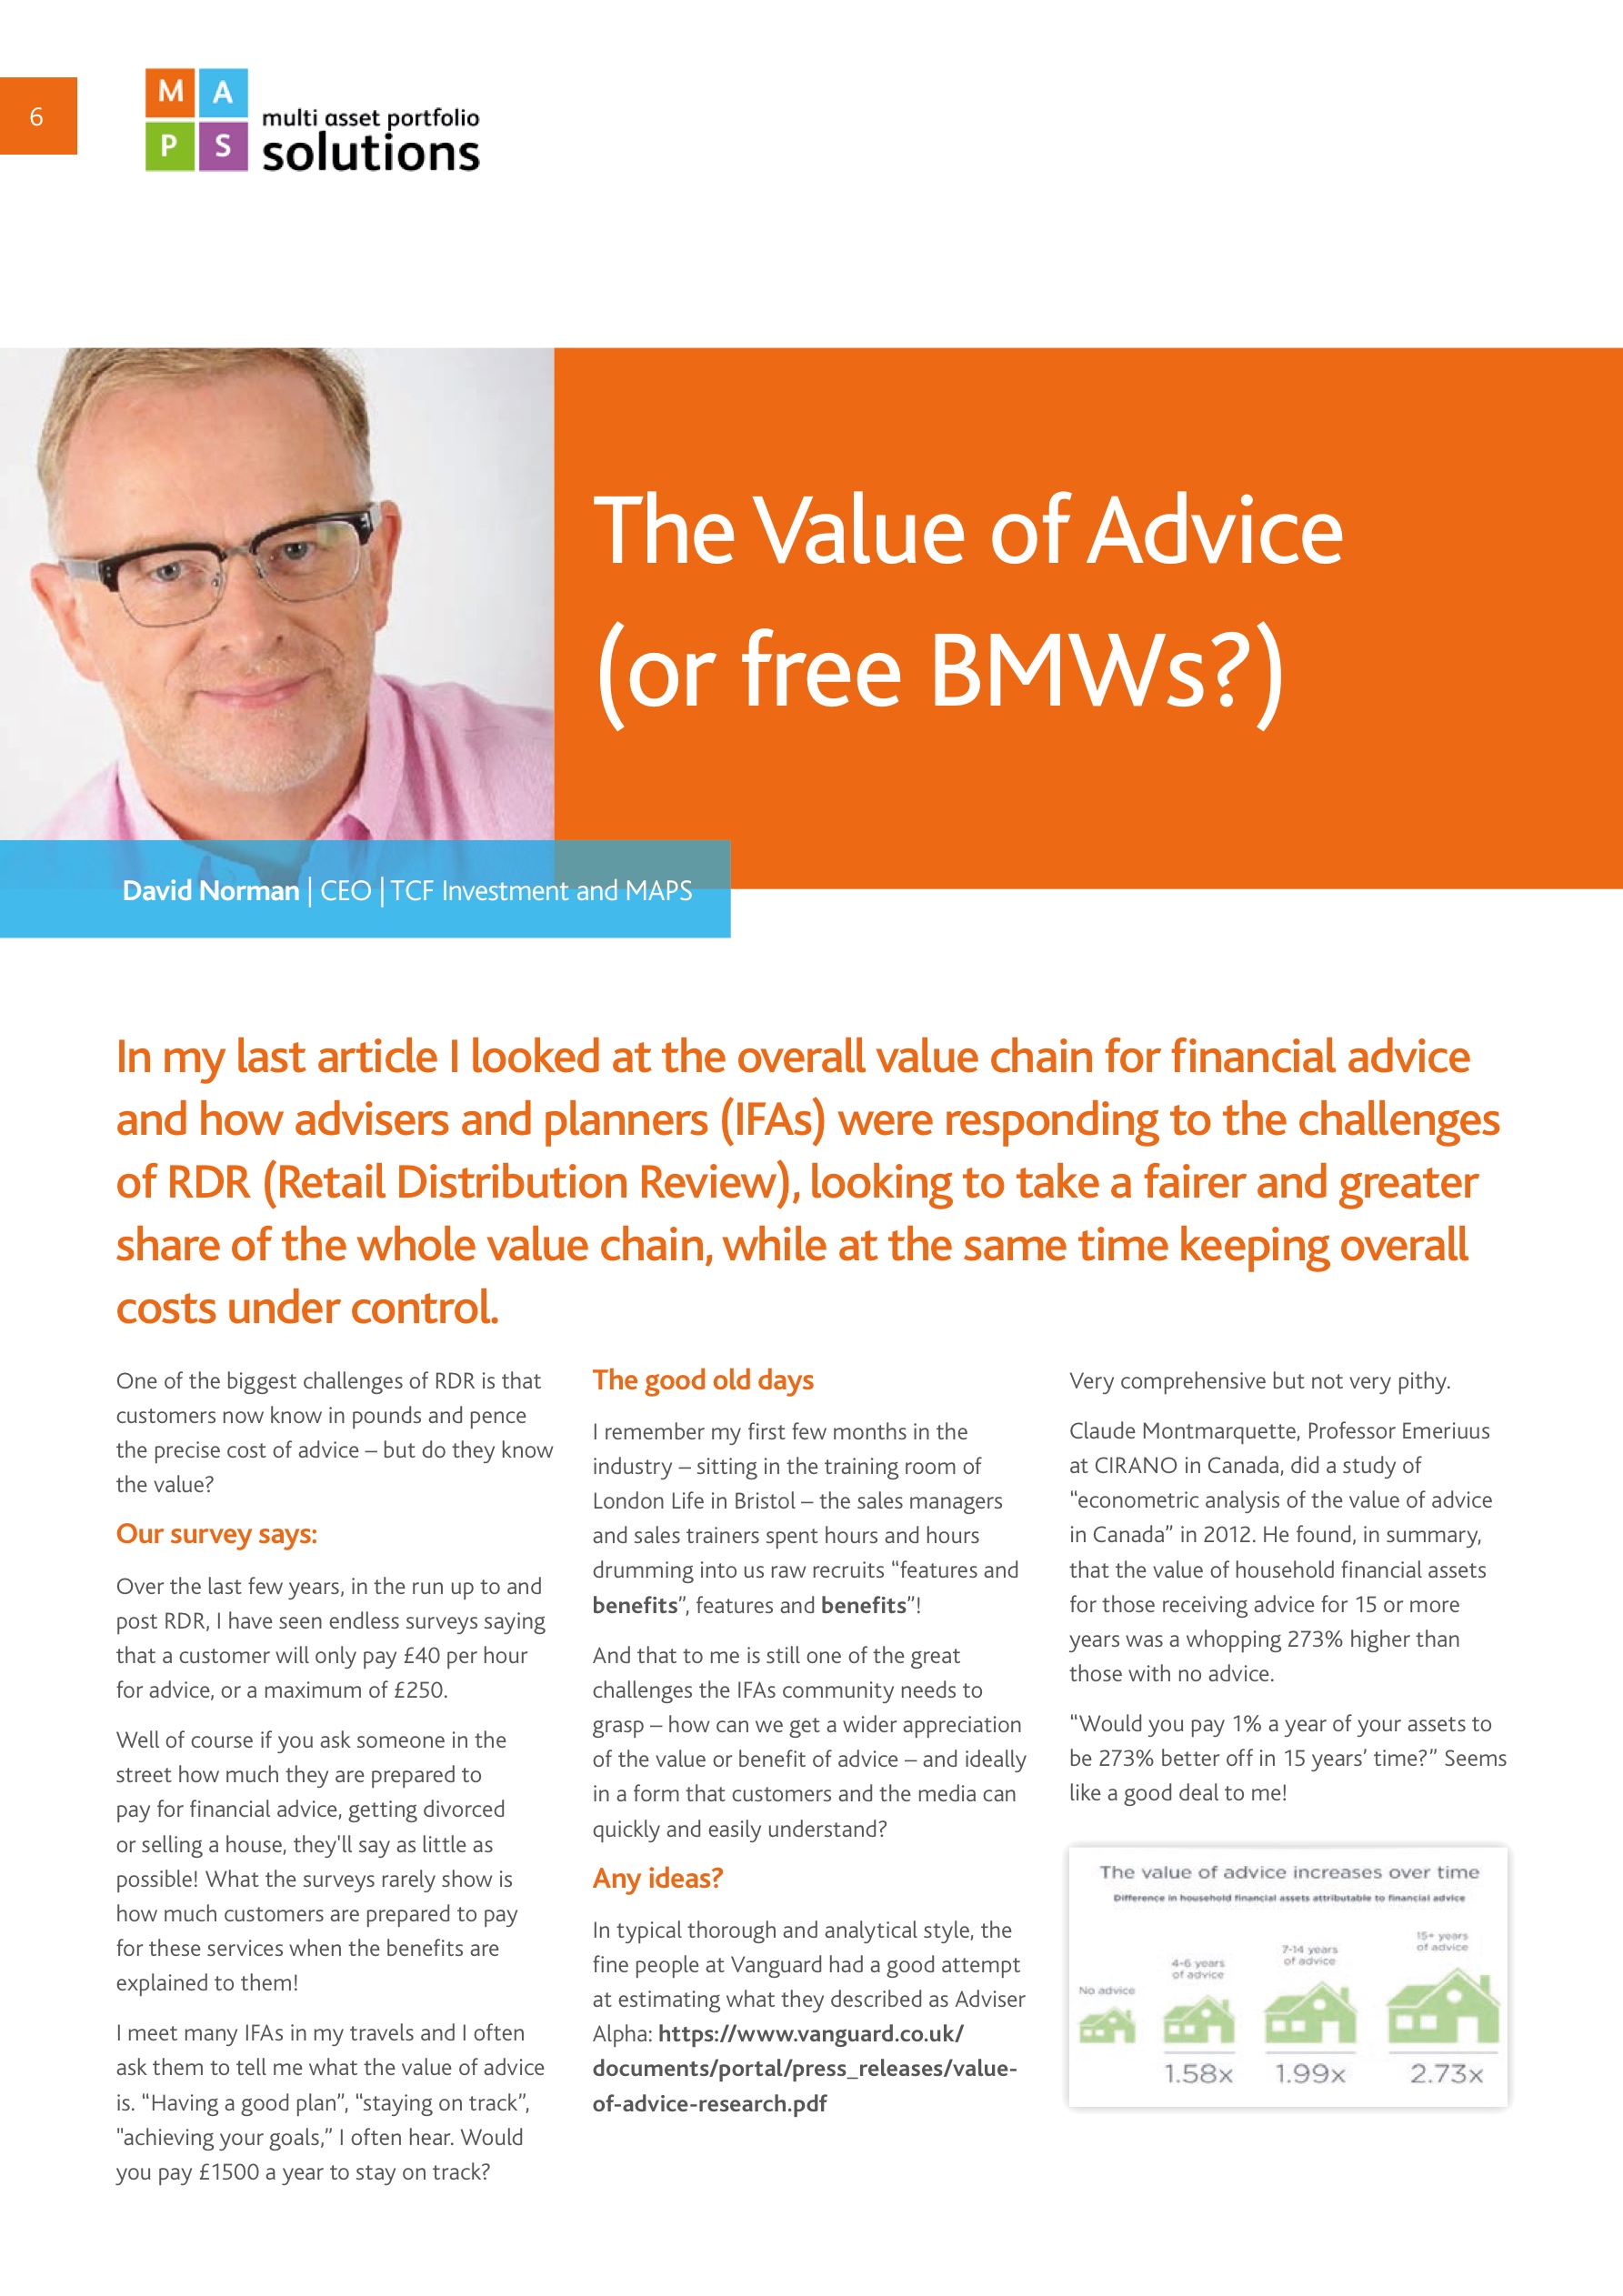 6
M A
P S
multi asset portfolio
solutions
The Value of Advice
(or free BMWs?)
David Norman | CEO | TCF Investment and MAPS
In my last article I looked at the overall value chain for financial advice
and how advisers and planners (IFAs) were responding to the challenges
of RDR (Retail Distribution Review), looking to take a fairer and greater
share of the whole value chain, while at the same time keeping overall
costs under control.
One of the biggest challenges of RDR is that
customers now know in pounds and pence
the precise cost of advice – but do they know
the value?
Our survey says:
Over the last few years, in the run up to and
post RDR, I have seen endless surveys saying
that a customer will only pay £40 per hour
for advice, or a maximum of £250.
Well of course if you ask someone in the
street how much they are prepared to
pay for financial advice, getting divorced
or selling a house, they'll say as little as
possible! What the surveys rarely show is
how much customers are prepared to pay
for these services when the benefits are
explained to them!
I meet many IFAs in my travels and I often
ask them to tell me what the value of advice
is. “Having a good plan”, “staying on track”,
"achieving your goals,” I often hear. Would
you pay £1500 a year to stay on track?
The good old days
I remember my first few months in the
industry – sitting in the training room of
London Life in Bristol – the sales managers
and sales trainers spent hours and hours
drumming into us raw recruits “features and
benefits”, features and benefits”!
And that to me is still one of the great
challenges the IFAs community needs to
grasp – how can we get a wider appreciation
of the value or benefit of advice – and ideally
in a form that customers and the media can
quickly and easily understand?
Any ideas?
In typical thorough and analytical style, the
fine people at Vanguard had a good attempt
at estimating what they described as Adviser
Alpha: https://www.vanguard.co.uk/
documents/portal/press_releases/value-
of-advice-research.pdf
Very comprehensive but not very pithy.
Claude Montmarquette, Professor Emeriuus
at CIRANO in Canada, did a study of
“econometric analysis of the value of advice
in Canada” in 2012. He found, in summary,
that the value of household financial assets
for those receiving advice for 15 or more
years was a whopping 273% higher than
those with no advice.
“Would you pay 1% a year of your assets to
be 273% better off in 15 years’ time?” Seems
like a good deal to me!
The value of advice increases over time
Difference in household financial assets attributable to financial advice
No advice
4-6 years
of advice
1.58x
7-14 years
of advice
1.99x
15+ years
of advice
2.73x